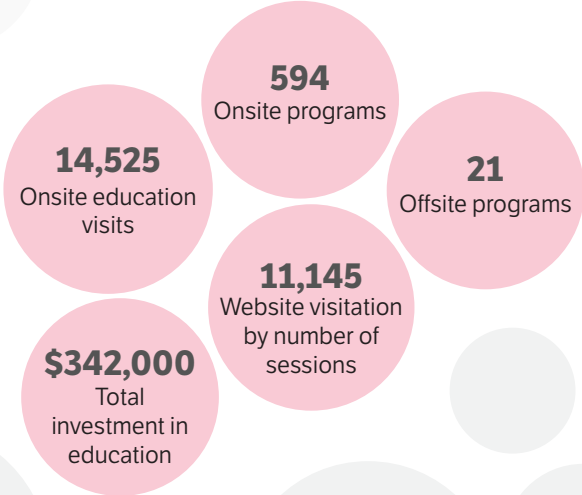 594
Onsite programs
14,525
Onsite education
visits
21
Offsite programs
11,145
Website visitation
by number of
sessions
$342,000
Total
investment in
education